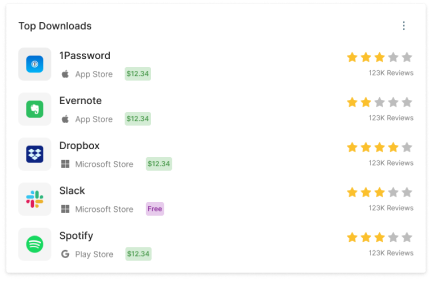 Top Downloads
1Password
App Store $12.34
123K Reviews
Evernote
App Store $12.34
123K Reviews
Dropbox
Microsoft Store $12.34
123K Reviews
Slack
Microsoft Store Free
123K Reviews
Spotify
Play Store $12.34
123K Reviews